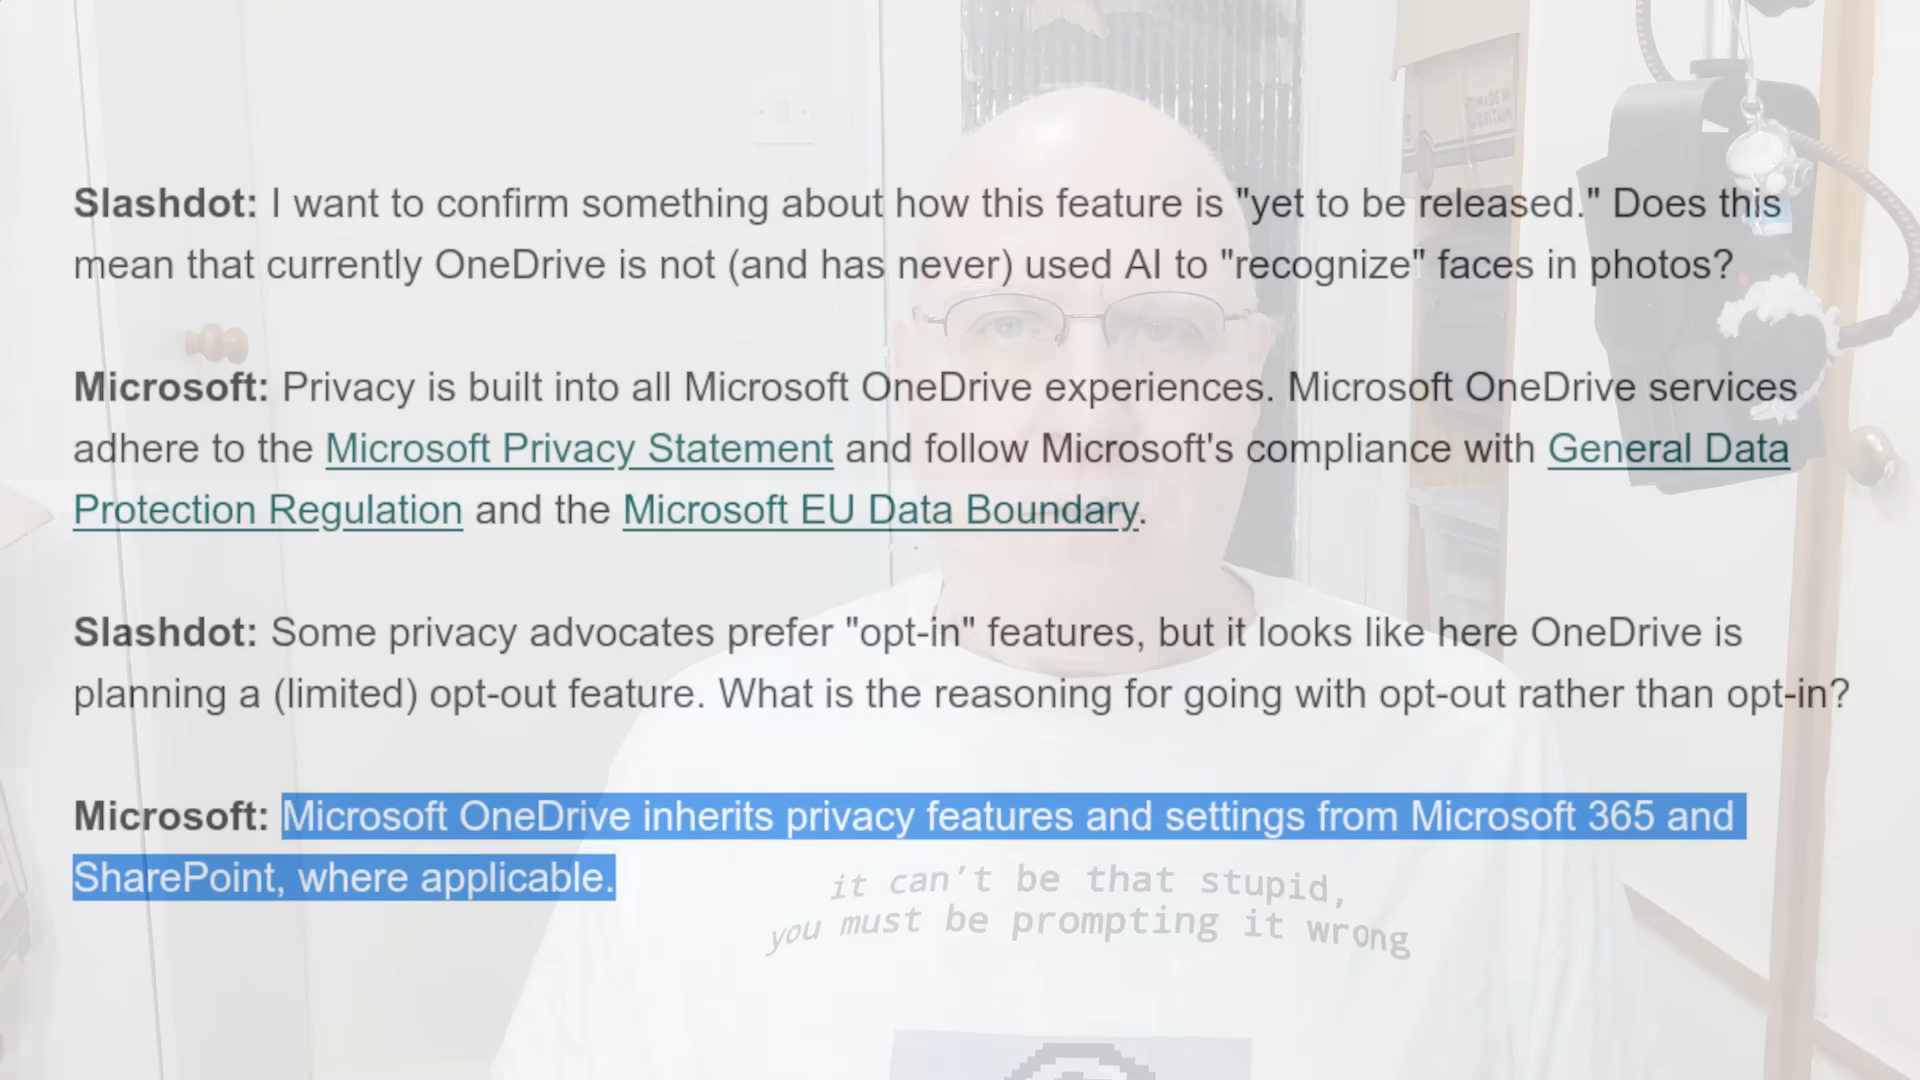 MADE IN
BRITAIN
Slashdot: I want to confirm something about how this feature is "yet to be released." Does this
mean that currently OneDrive is not (and has never) used AI to "recognize" faces in photos?
Microsoft: Privacy is built into all Microsoft OneDrive experiences. Microsoft OneDrive services
adhere to the Microsoft Privacy Statement and follow Microsoft's compliance with General Data
Protection Regulation and the Microsoft EU Data Boundary.
Slashdot: Some privacy advocates prefer "opt-in" features, but it looks like here OneDrive is
planning a (limited) opt-out feature. What is the reasoning for going with opt-out rather than opt-in?
Microsoft: Microsoft OneDrive inherits privacy features and settings from Microsoft 365 and
SharePoint, where applicable.
it can't be that stupid,
you must be prompting it wrong